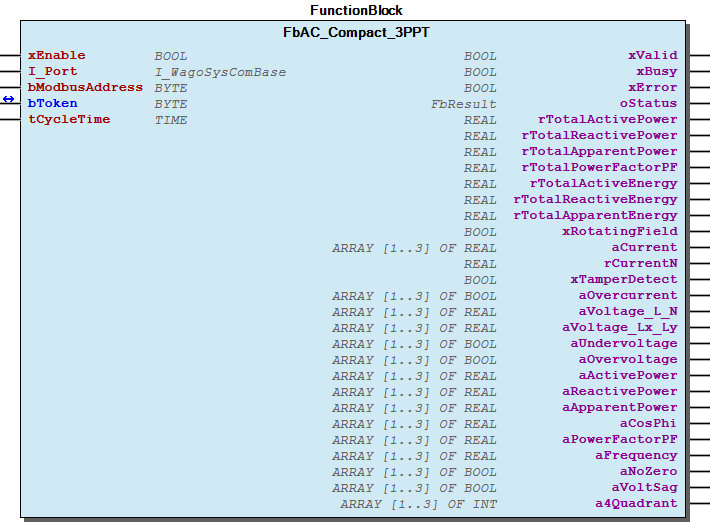 FunctionBlock
FbAC_Compact_3PPT
xEnable BOOL BOOL xValid
I_Port I_WagoSysComBase BOOL xBusy
bModbusAddress BYTE BOOL xError
bToken BYTE FbResult oStatus
tCycleTime TIME REAL rTotalActivePower
REAL rTotalReactivePower
REAL rTotalApparentPower
REAL rTotalPowerFactorPF
REAL rTotalActiveEnergy
REAL rTotalReactiveEnergy
REAL rTotalApparentEnergy
BOOL xRotatingField
ARRAY [1..3] OF REAL aCurrent
REAL rCurrentN
BOOL xTamperDetect
ARRAY [1..3] OF BOOL aOvercurrent
ARRAY [1..3] OF REAL aVoltage_L_N
ARRAY [1..3] OF REAL aVoltage_Lx_Ly
ARRAY [1..3] OF BOOL aUndervoltage
ARRAY [1..3] OF BOOL aOvervoltage
ARRAY [1..3] OF REAL aActivePower
ARRAY [1..3] OF REAL aReactivePower
ARRAY [1..3] OF REAL aApparentPower
ARRAY [1..3] OF REAL aCosPhi
ARRAY [1..3] OF REAL aPowerFactorPF
ARRAY [1..3] OF REAL aFrequency
ARRAY [1..3] OF BOOL aNoZero
ARRAY [1..3] OF BOOL aVoltSag
ARRAY [1..3] OF INT a4Quadrant